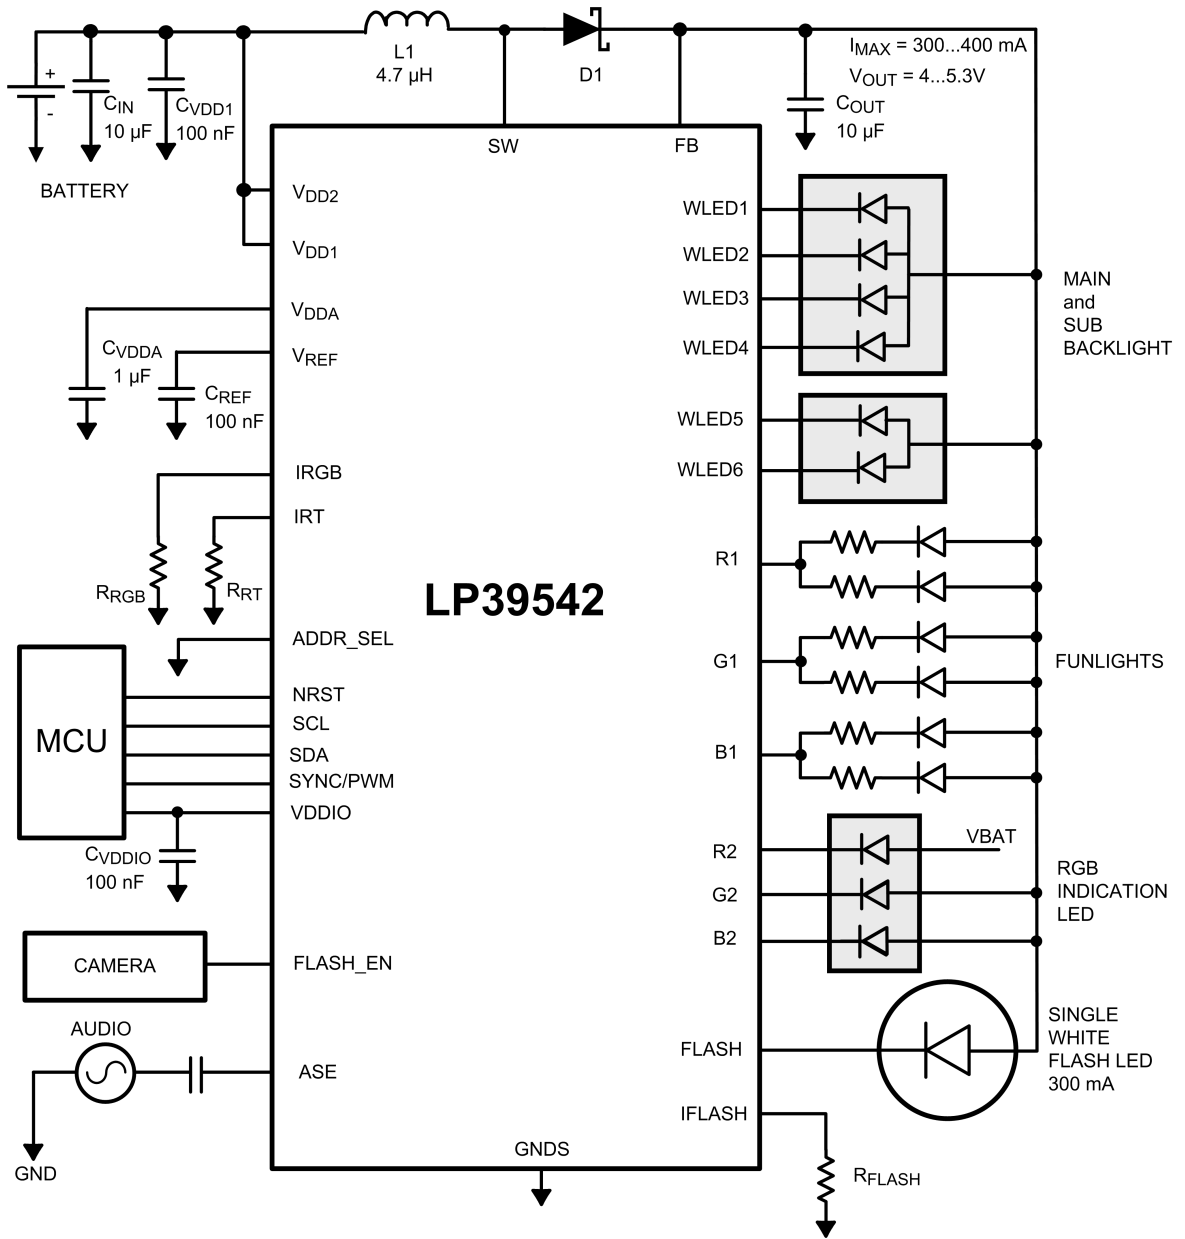 L1
4.7 µH
D1
IMAX = 300...400 mA
VOUT = 4...5.3V
+
-
CIN
10 µF
CVDD1
100 nF
COUT
10 µF
BATTERY
SW
FB
VDD2
VDD1
VDDA
VREF
CVDDA
1 µF
CREF
100 nF
IRGB
IRT
RRGB
RRT
ADDR_SEL
MCU
NRST
SCL
SDA
SYNC/PWM
VDDIO
CVDDIO
100 nF
CAMERA
FLASH_EN
AUDIO
ASE
GND
LP39542
GNDS
WLED1
WLED2
WLED3
WLED4
MAIN
and
SUB
BACKLIGHT
WLED5
WLED6
R1
G1
B1
FUNLIGHTS
R2
G2
B2
VBAT
RGB
INDICATION
LED
FLASH
SINGLE
WHITE
FLASH LED
300 mA
IFLASH
RFLASH